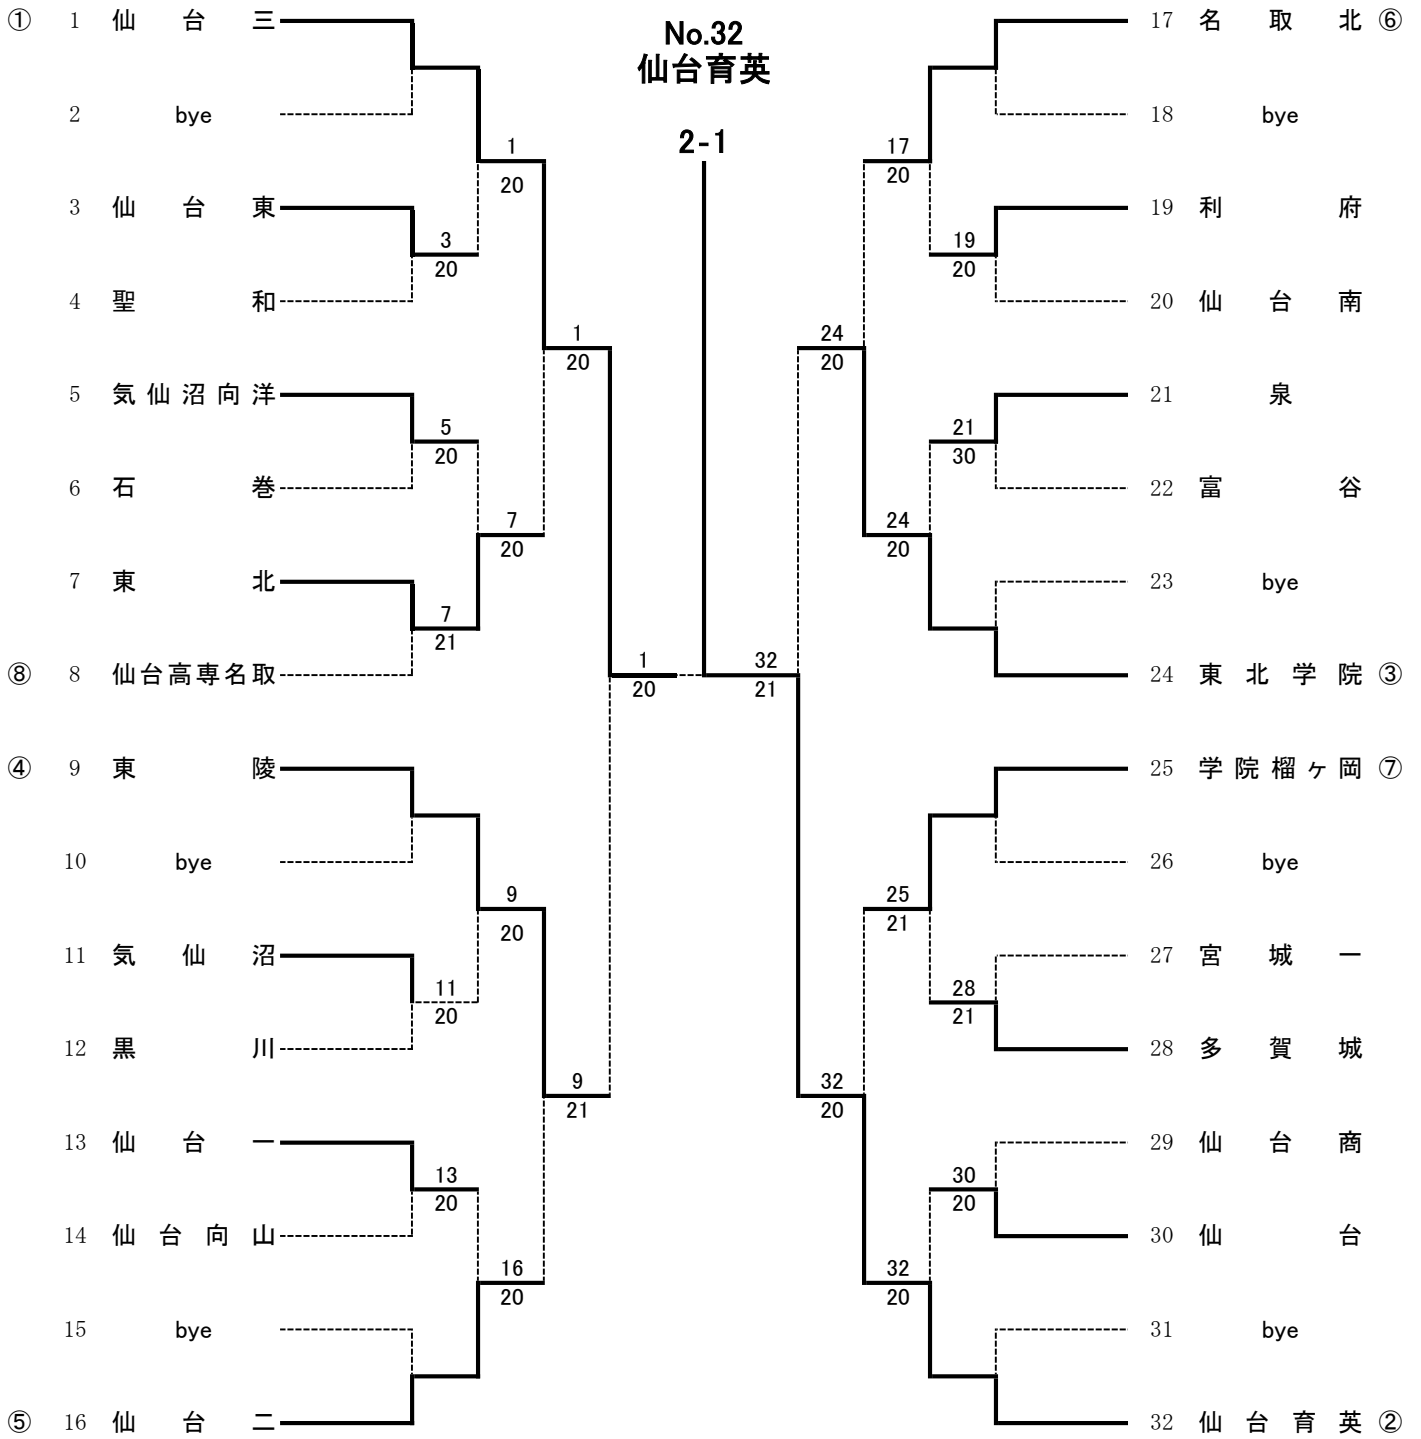 No.32
仙台育英
2-1
① 1 仙台三
2 bye
1
20
3 仙台東
3
20
4 聖和
1
20
5 気仙沼向洋
5
20
6 石巻
7
20
7 東北
7
21
⑧ 8 仙台高専名取
1
20
④ 9 東陵
10 bye
9
20
11 気仙沼
11
20
12 黒川
9
21
13 仙台一
13
20
14 仙台向山
16
20
15 bye
⑤ 16 仙台二
17 名取北 ⑥
18 bye
17
20
19 利府
19
20
20 仙台南
24
20
21 泉
21
30
22 富谷
24
20
23 bye
24 東北学院 ③
32
21
25 学院榴ヶ岡 ⑦
26 bye
25
21
27 宮城一
28
21
28 多賀城
32
20
29 仙台商
30
20
30 仙台
32
20
31 bye
32 仙台育英 ②